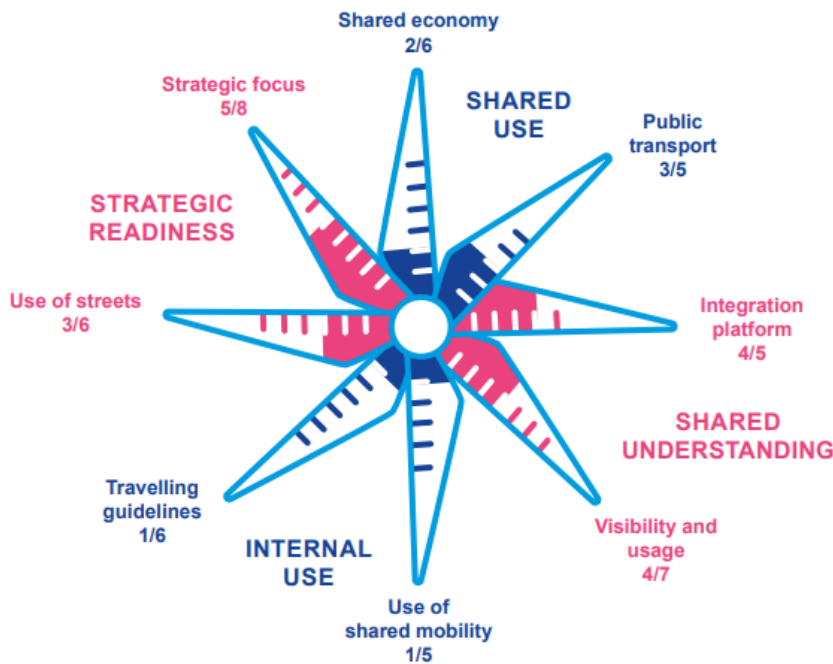 Shared economy
2/6
Strategic focus
5/8
SHARED
USE
Public
transport
3/5
STRATEGIC
READINESS
Use of streets
3/6
Integration
platform
4/5
SHARED
UNDERSTANDING
Travelling
guidelines
1/6
INTERNAL
USE
Visibility and
usage
4/7
Use of
shared mobility
1/5